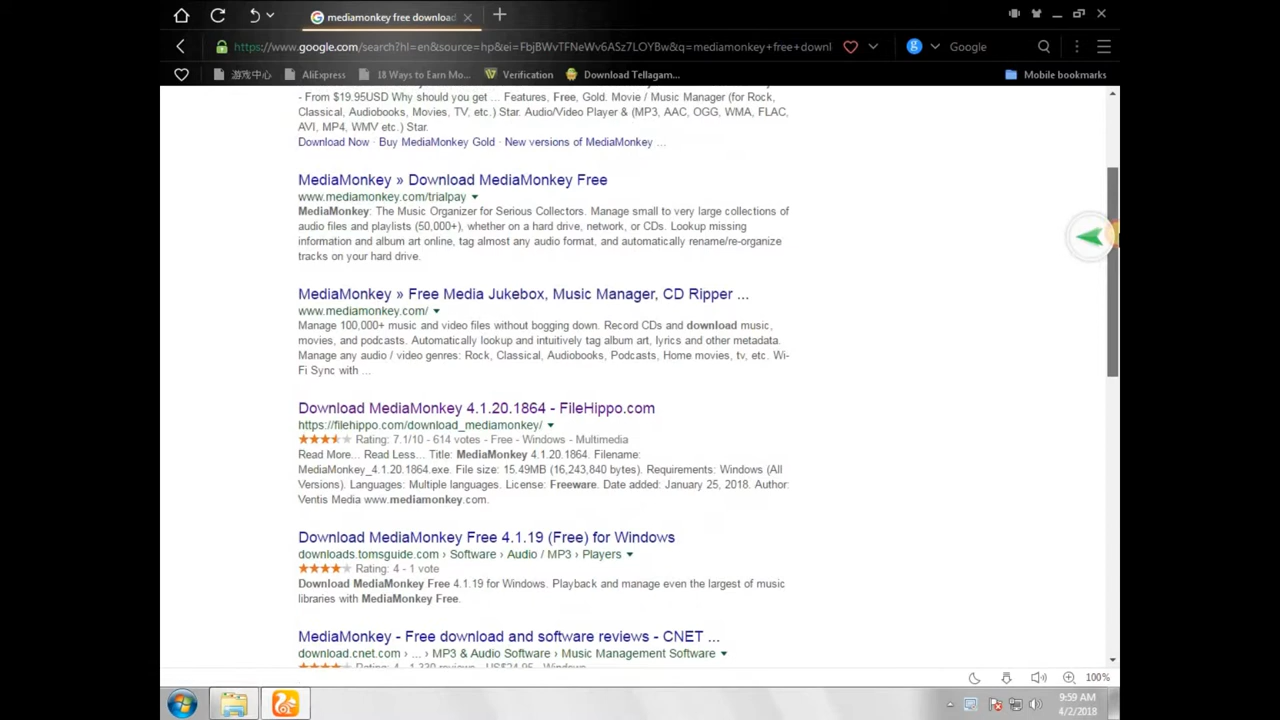 mediamonkey free download
https://www.google.com/search?hl=en&source=hp&ei=FbjBWvTFNeWv6ASz7LOYBw&q=mediamonkey+free+downl
Google
游戏中心 AliExpress 18 Ways to Earn Mo... Verification Download Tellagam... Mobile bookmarks
- From $19.95USD Why should you get ... Features, Free, Gold. Movie / Music Manager (for Rock,
Classical, Audiobooks, Movies, TV, etc.) Star. Audio/Video Player & (MP3, AAC, OGG, WMA, FLAC,
AVI, MP4, WMV etc.) Star.
Download Now · Buy MediaMonkey Gold · New versions of MediaMonkey ...
MediaMonkey » Download MediaMonkey Free
www.mediamonkey.com/trialpay
MediaMonkey: The Music Organizer for Serious Collectors. Manage small to very large collections of
audio files and playlists (50,000+), whether on a hard drive, network, or CDs. Lookup missing
information and album art online, tag almost any audio format, and automatically rename/re-organize
tracks on your hard drive.
MediaMonkey » Free Media Jukebox, Music Manager, CD Ripper ...
www.mediamonkey.com/
Manage 100,000+ music and video files without bogging down. Record CDs and download music,
movies, and podcasts. Automatically lookup and intuitively tag album art, lyrics and other metadata.
Manage any audio / video genres: Rock, Classical, Audiobooks, Podcasts, Home movies, tv, etc. Wi-
Fi Sync with ...
Download MediaMonkey 4.1.20.1864 - FileHippo.com
https://filehippo.com/download_mediamonkey/
Rating: 7.1/10 - 614 votes - Free - Windows - Multimedia
Read More... Read Less... Title: MediaMonkey 4.1.20.1864. Filename:
MediaMonkey_4.1.20.1864.exe. File size: 15.49MB (16,243,840 bytes). Requirements: Windows (All
Versions). Languages: Multiple languages. License: Freeware. Date added: January 25, 2018. Author:
Ventis Media www.mediamonkey.com.
Download MediaMonkey Free 4.1.19 (Free) for Windows
downloads.tomsguide.com › Software › Audio / MP3 › Players
Rating: 4 - 1 vote
Download MediaMonkey Free 4.1.19 for Windows. Playback and manage even the largest of music
libraries with MediaMonkey Free.
MediaMonkey - Free download and software reviews - CNET ...
download.cnet.com › ... › MP3 & Audio Software › Music Management Software
Rating: 4 - 1,330 reviews - US$24.95 - Windows
100%
9:59 AM
4/2/2018